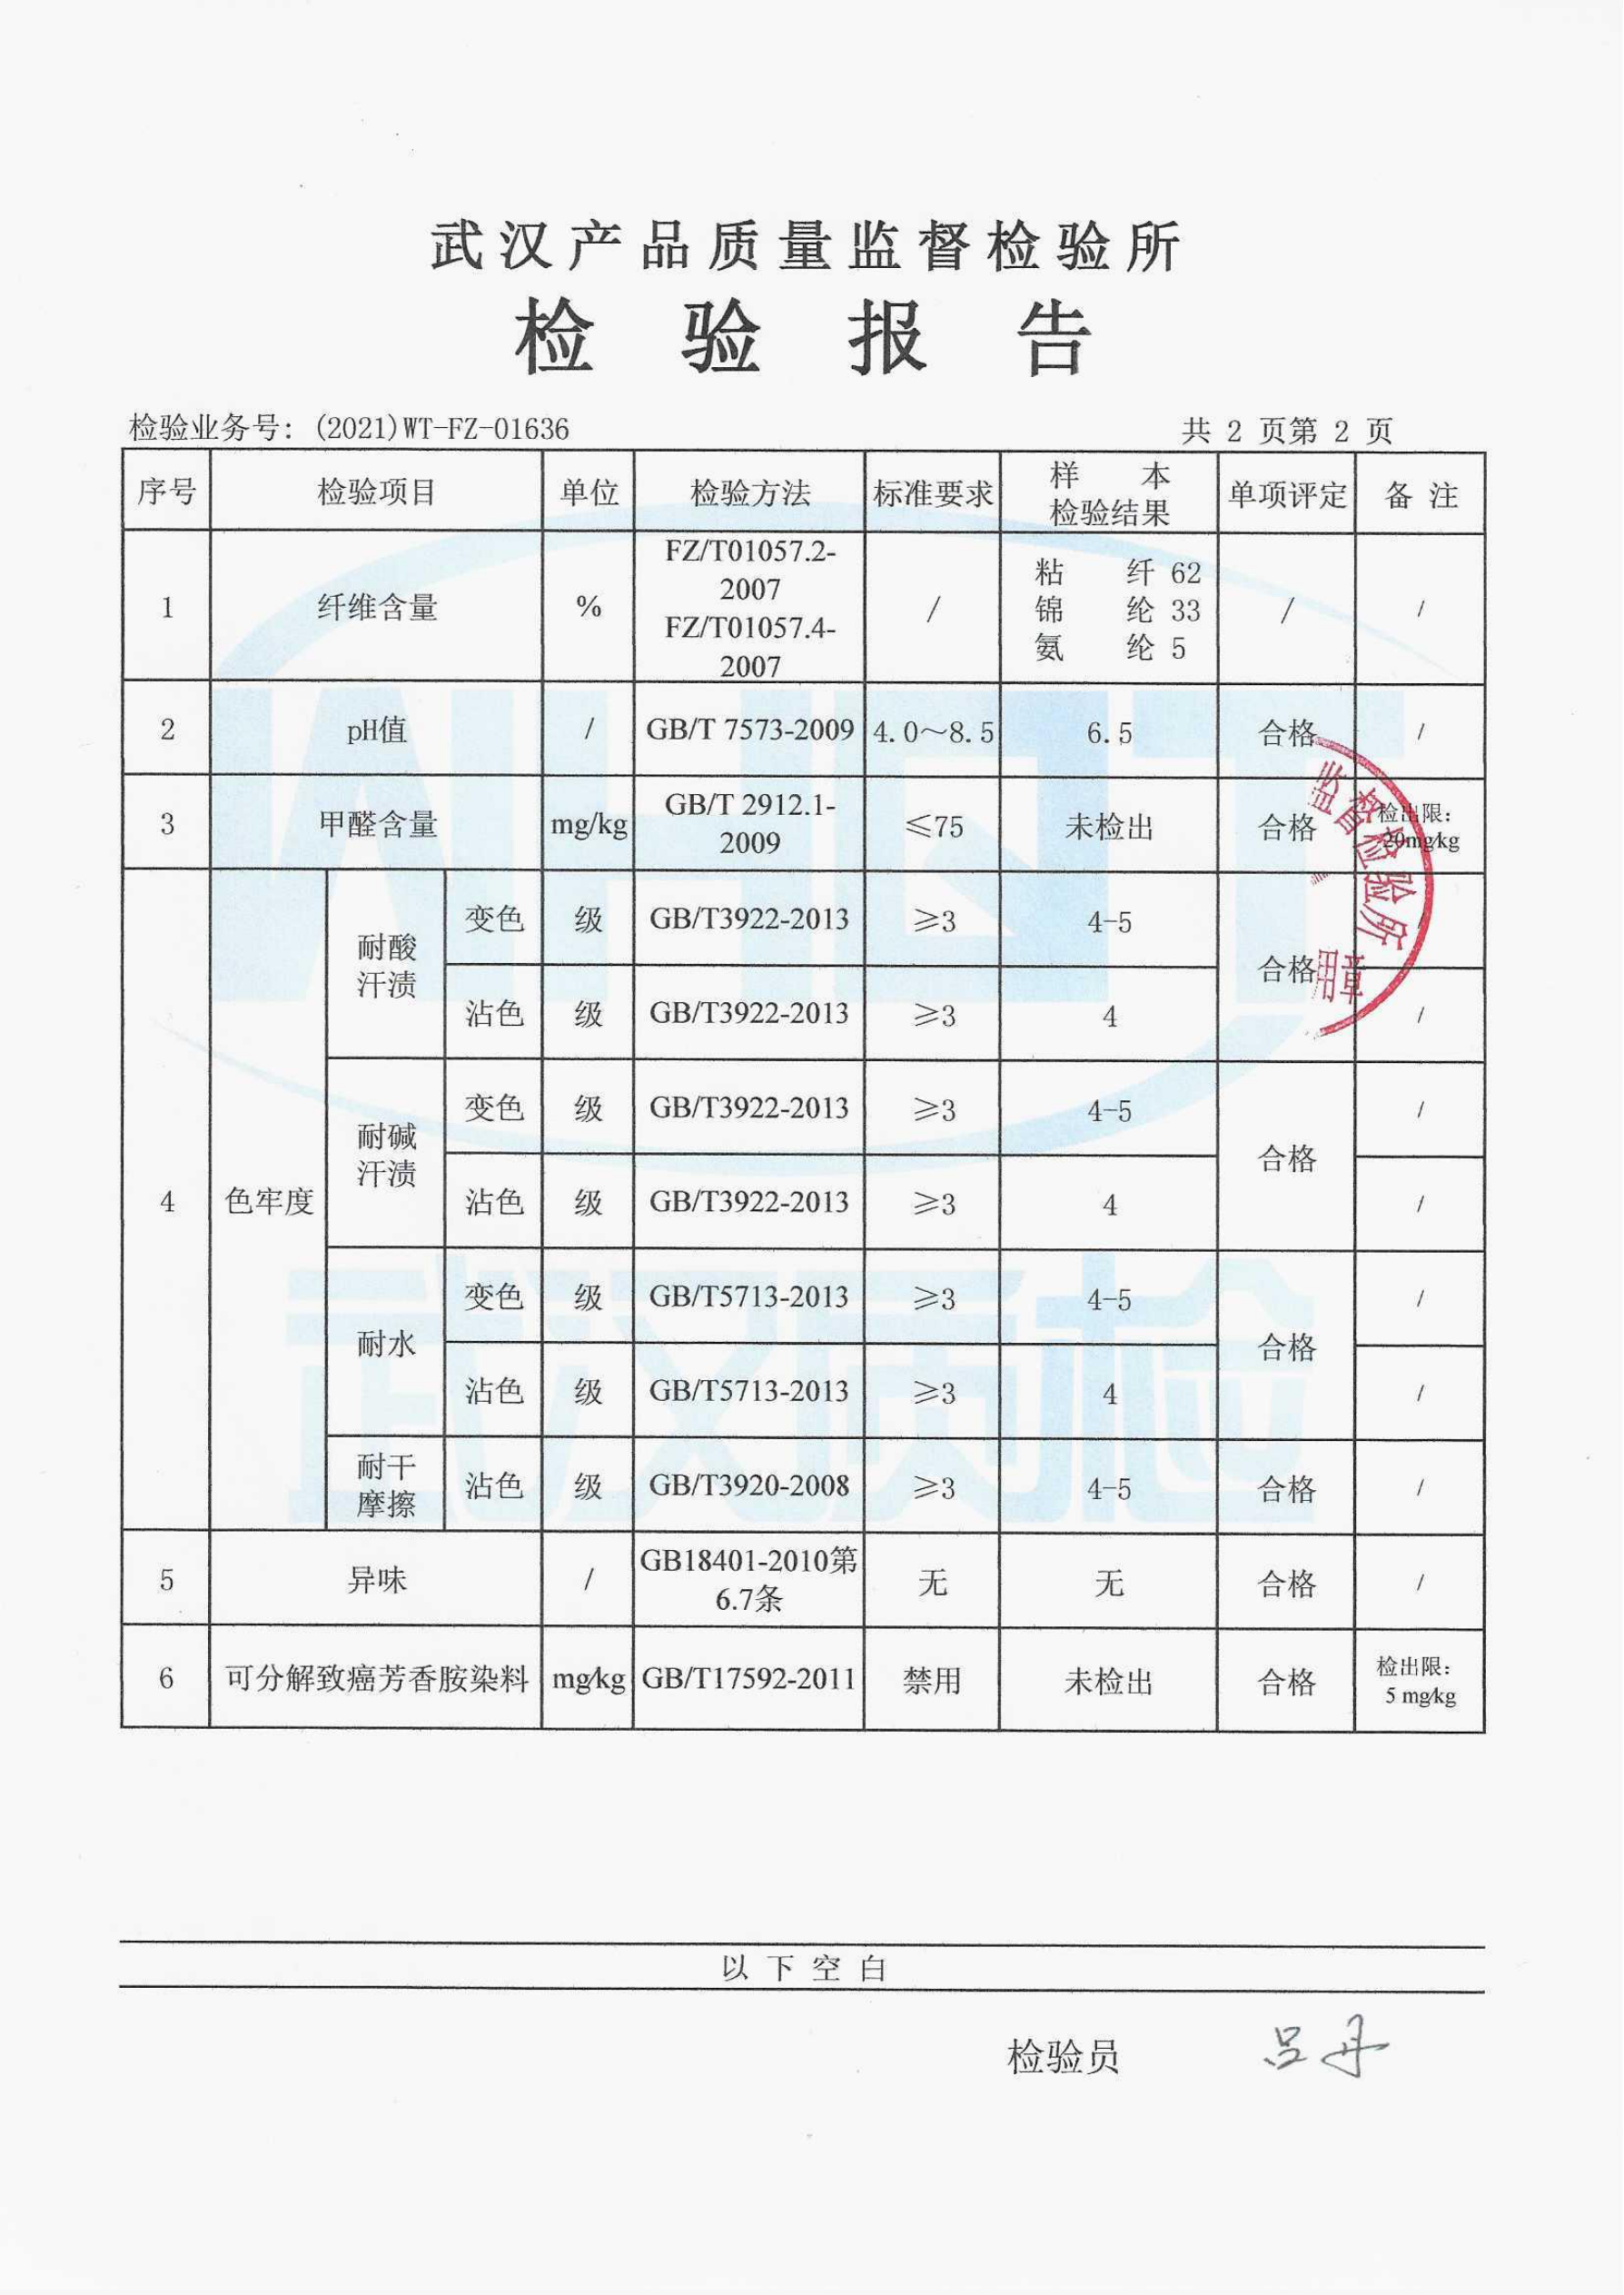 武汉产品质量监督检验所
检验报告
检验业务号：(2021)WT-FZ-01636
共 2 页第 2 页
序号 检验项目 单位 检验方法 标准要求 样本 单项评定 备注
检验结果
1 纤维含量 % FZ/T01057.2- / 粘纤 62 / /
2007 锦纶 33
FZ/T01057.4- 氨纶 5
2007
2 pH值 / GB/T 7573-2009 4.0～8.5 6.5 合格 /
3 甲醛含量 mg/kg GB/T 2912.1- ≤75 未检出 合格 检出限：
2009 20mg/kg
4 色牢度 耐酸 变色 级 GB/T3922-2013 ≥3 4-5 合格 /
汗渍 沾色 级 GB/T3922-2013 ≥3 4 /
耐碱 变色 级 GB/T3922-2013 ≥3 4-5 合格 /
汗渍 沾色 级 GB/T3922-2013 ≥3 4 /
耐水 变色 级 GB/T5713-2013 ≥3 4-5 合格 /
沾色 级 GB/T5713-2013 ≥3 4 /
耐干 沾色 级 GB/T3920-2008 ≥3 4-5 合格 /
摩擦
5 异味 / GB18401-2010第 无 无 合格 /
6.7条
6 可分解致癌芳香胺染料 mg/kg GB/T17592-2011 禁用 未检出 合格 检出限：
5 mg/kg
监督检验所
用章
WHQT
武汉质检
以下空白
检验员 吕丹